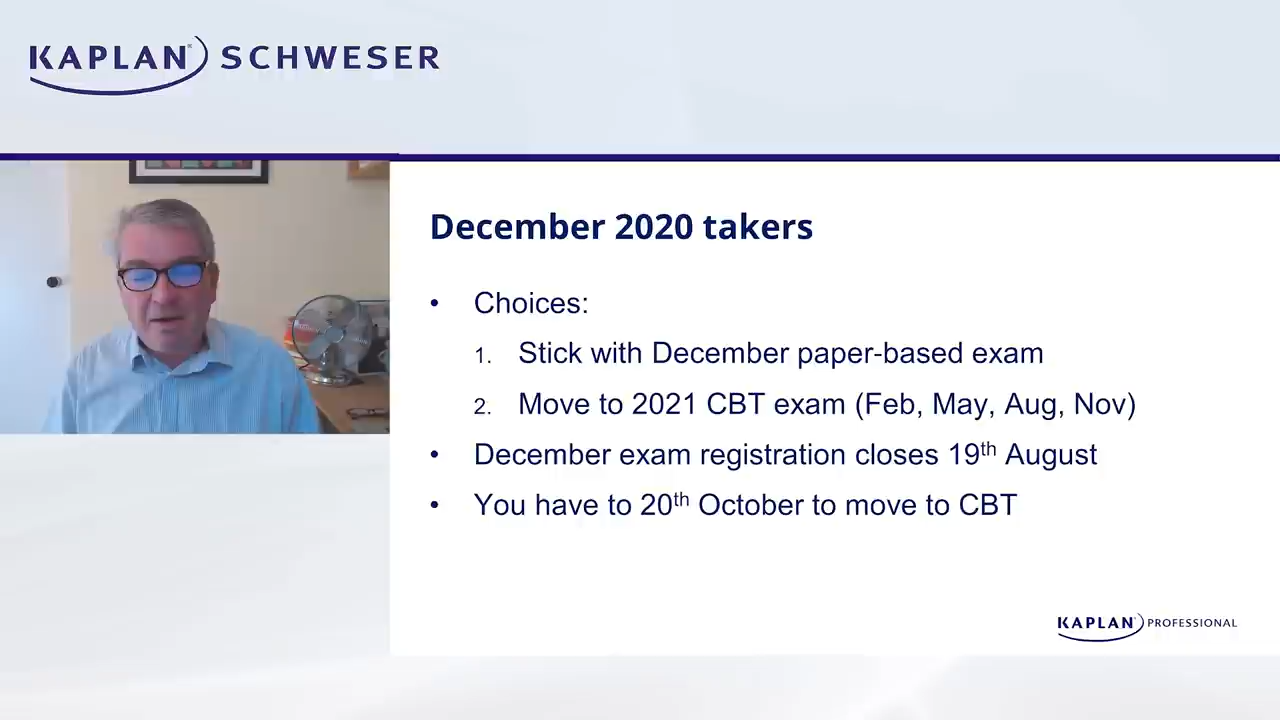 KAPLAN SCHWESER
December 2020 takers
• Choices:
1. Stick with December paper-based exam
2. Move to 2021 CBT exam (Feb, May, Aug, Nov)
• December exam registration closes 19th August
• You have to 20th October to move to CBT
KAPLAN PROFESSIONAL